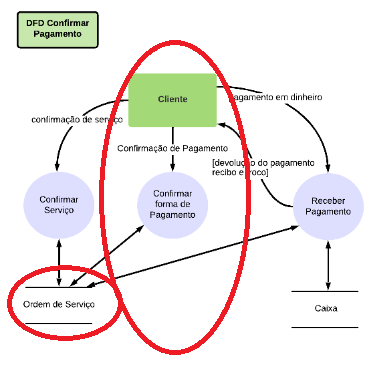 DFD Confirmar
Pagamento
Cliente
pagamento em dinheiro
confirmação de serviço
Confirmação de Pagamento
[devolução do pagamento
recibo e troco]
Confirmar
Serviço
Confirmar
forma de
Pagamento
Receber
Pagamento
Ordem de Serviço
Caixa